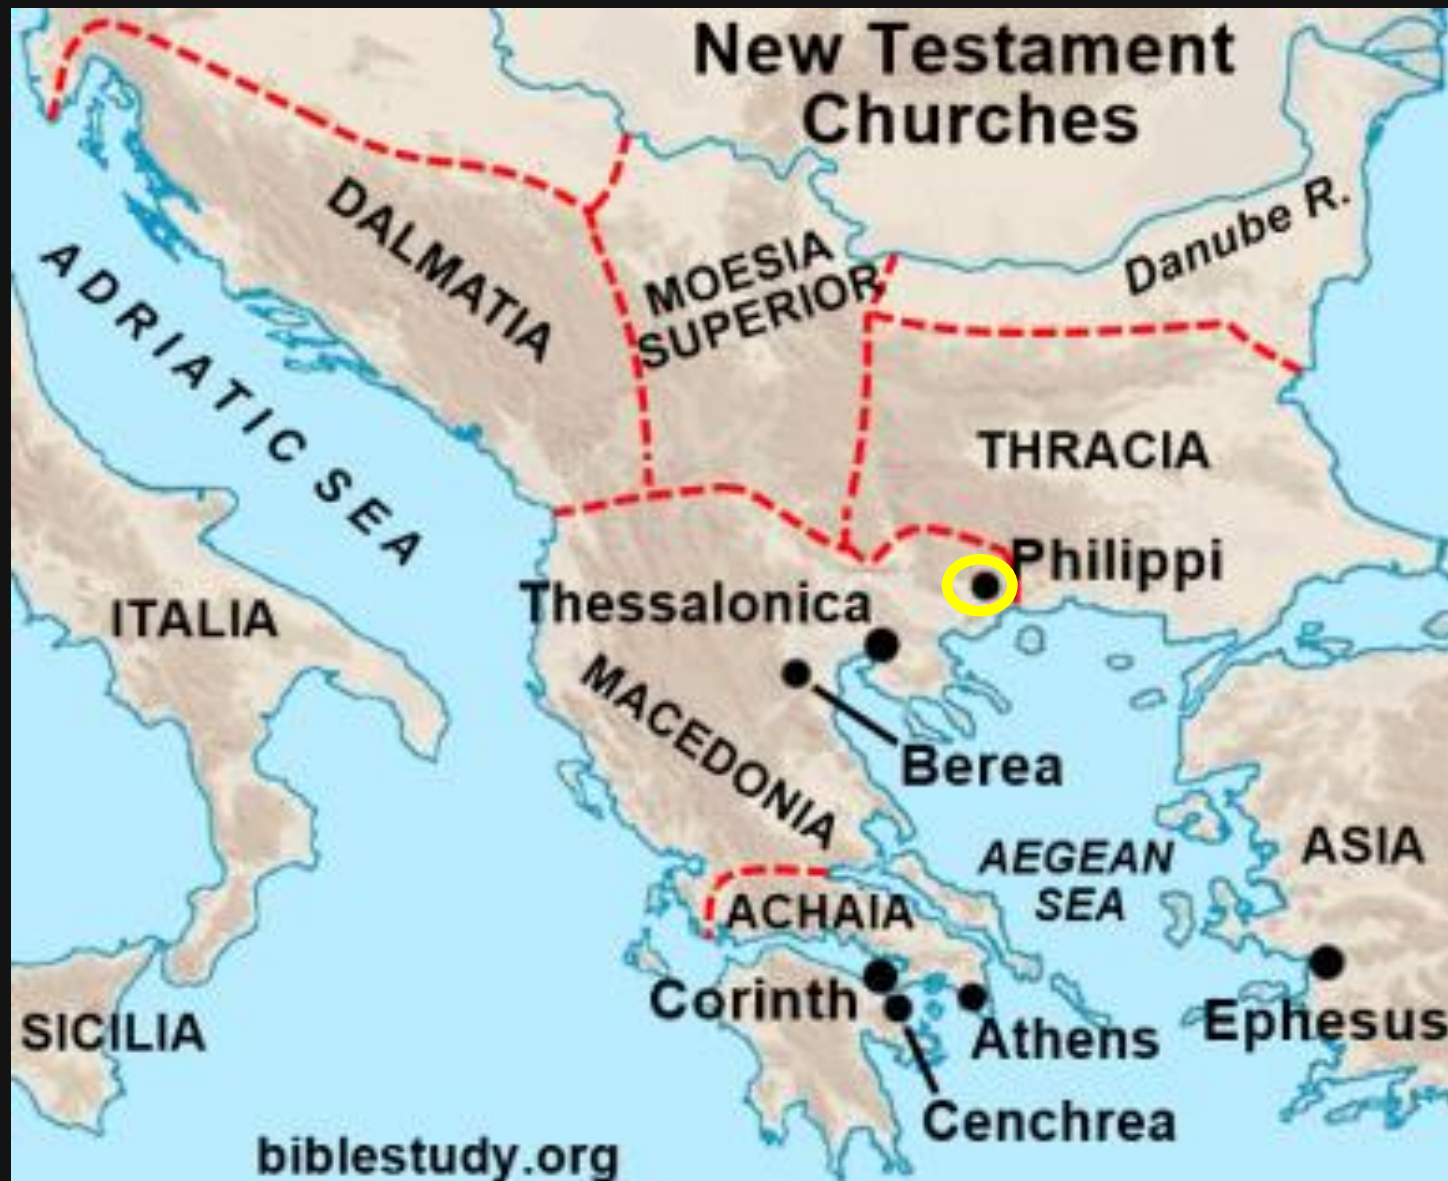 New Testament
Churches
DALMATIA
MOESIA
SUPERIOR
Danube R.
ADRIATIC SEA
THRACIA
Philippi
Thessalonica
ITALIA
MACEDONIA
Berea
AEGEAN
SEA
ASIA
ACHAIA
Corinth
Athens
Ephesus
SICILIA
Cenchrea
biblestudy.org